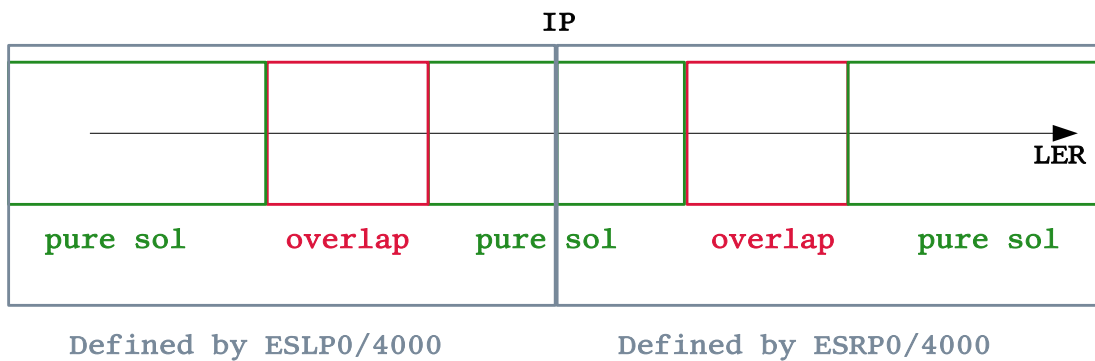 IP
LER
pure sol overlap pure sol overlap pure sol
Defined by ESLP0/4000 Defined by ESRP0/4000